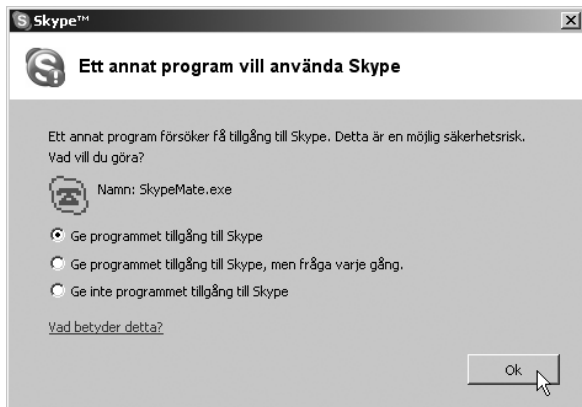 Skype™
Ett annat program vill använda Skype
Ett annat program försöker få tillgång till Skype. Detta är en möjlig säkerhetsrisk.
Vad vill du göra?
Namn: SkypeMate.exe
Ge programmet tillgång till Skype
Ge programmet tillgång till Skype, men fråga varje gång.
Ge inte programmet tillgång till Skype
Vad betyder detta?
Ok